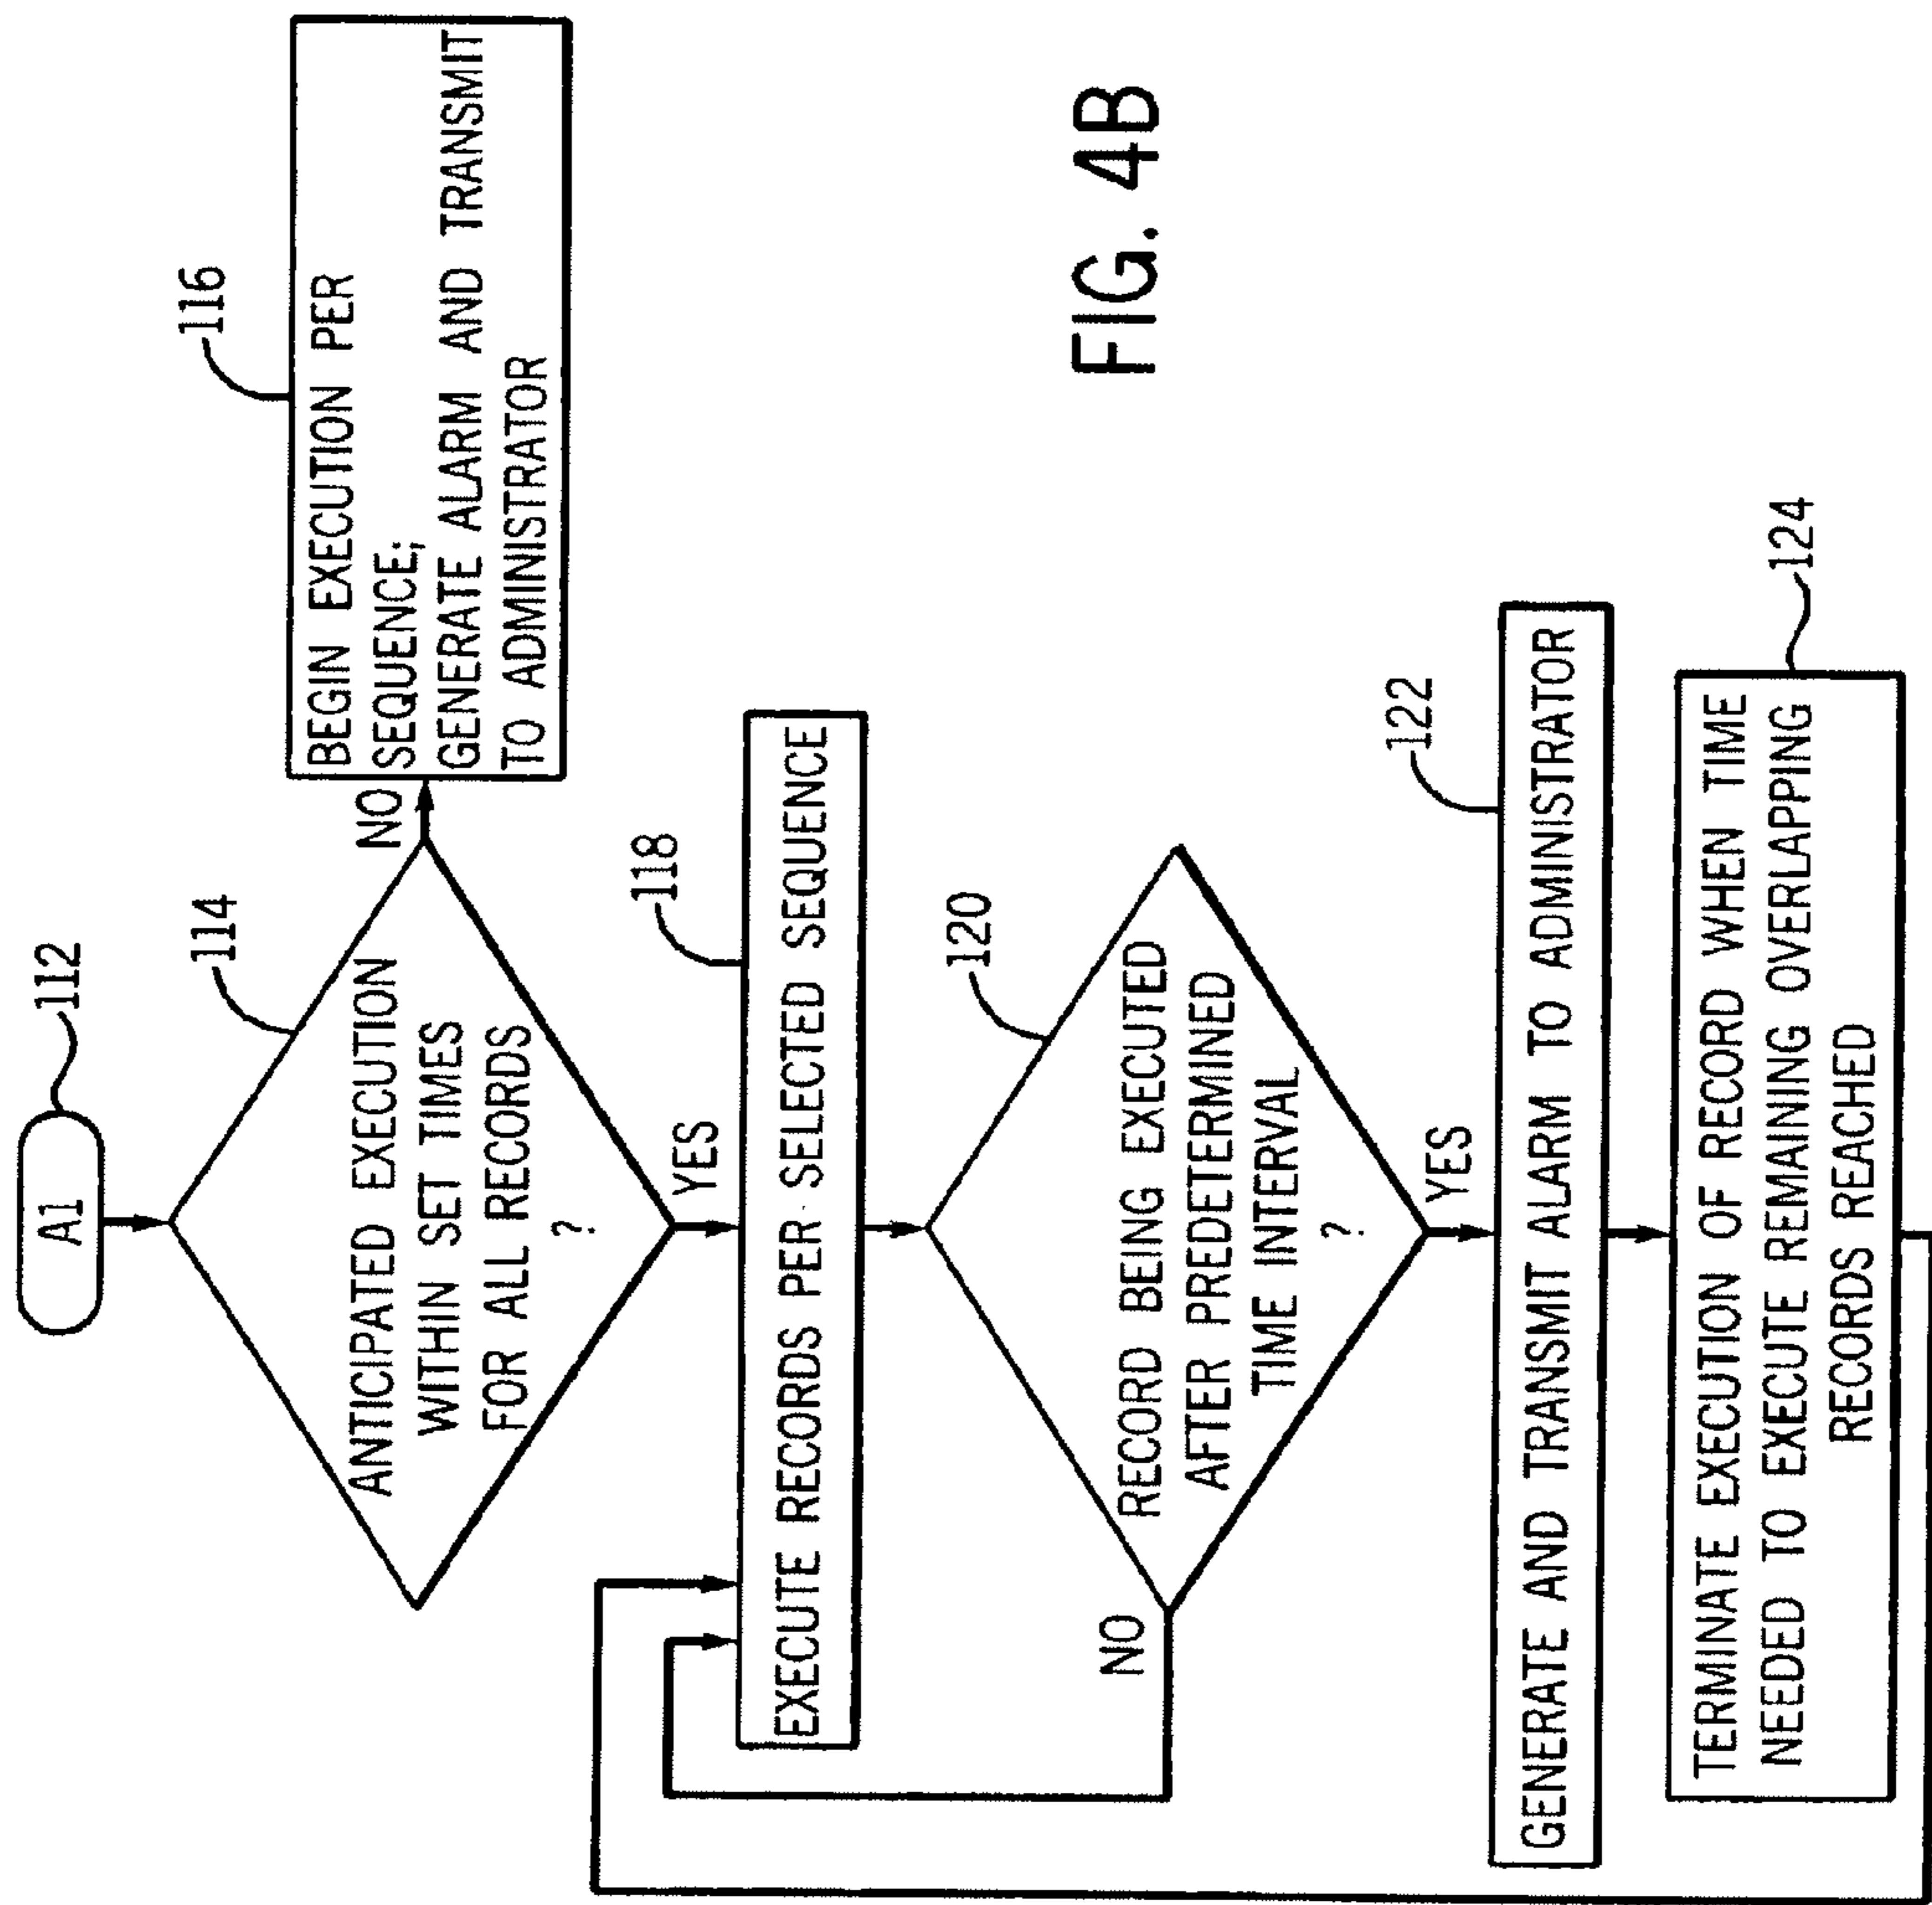 A1
112
114
ANTICIPATED EXECUTION
WITHIN SET TIMES
FOR ALL RECORDS
?
NO
116
BEGIN EXECUTION PER
SEQUENCE;
GENERATE ALARM AND TRANSMIT
TO ADMINISTRATOR
YES
118
EXECUTE RECORDS PER SELECTED SEQUENCE
120
RECORD BEING EXECUTED
AFTER PREDETERMINED
TIME INTERVAL
?
NO
YES
122
GENERATE AND TRANSMIT ALARM TO ADMINISTRATOR
124
TERMINATE EXECUTION OF RECORD WHEN TIME
NEEDED TO EXECUTE REMAINING OVERLAPPING
RECORDS REACHED
FIG. 4B